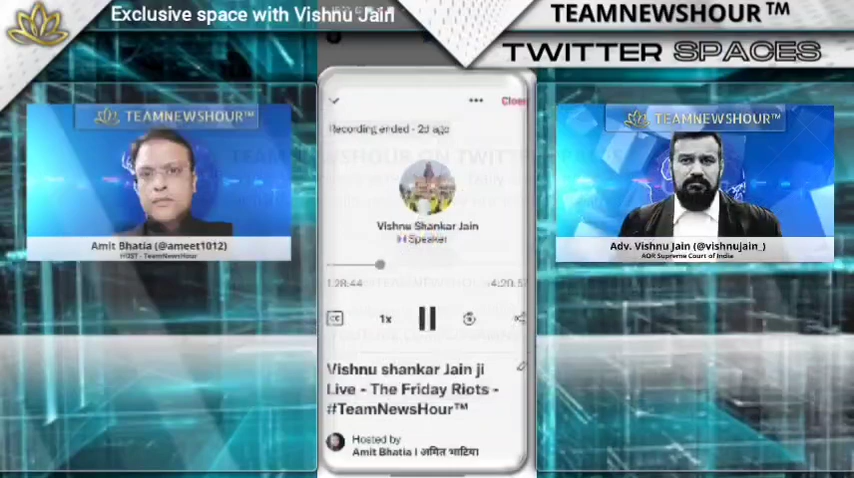 Exclusive space with Vishnu Jain
TEAMNEWSHOUR™
TWITTER SPACES
TEAMNEWSHOUR™
Amit Bhatia (@ameet1012)
HOST - TeamNewsHour
Close
Recording ended - 2d ago
Vishnu Shankar Jain
Speaker
1:28:44
-4:20:57
CC
1x
Vishnu shankar Jain ji
Live - The Friday Riots -
#TeamNewsHour™
Hosted by
Amit Bhatia I अमित भाटिया
TEAMNEWSHOUR™
Adv. Vishnu Jain (@vishnujain_)
AOR Supreme Court of India